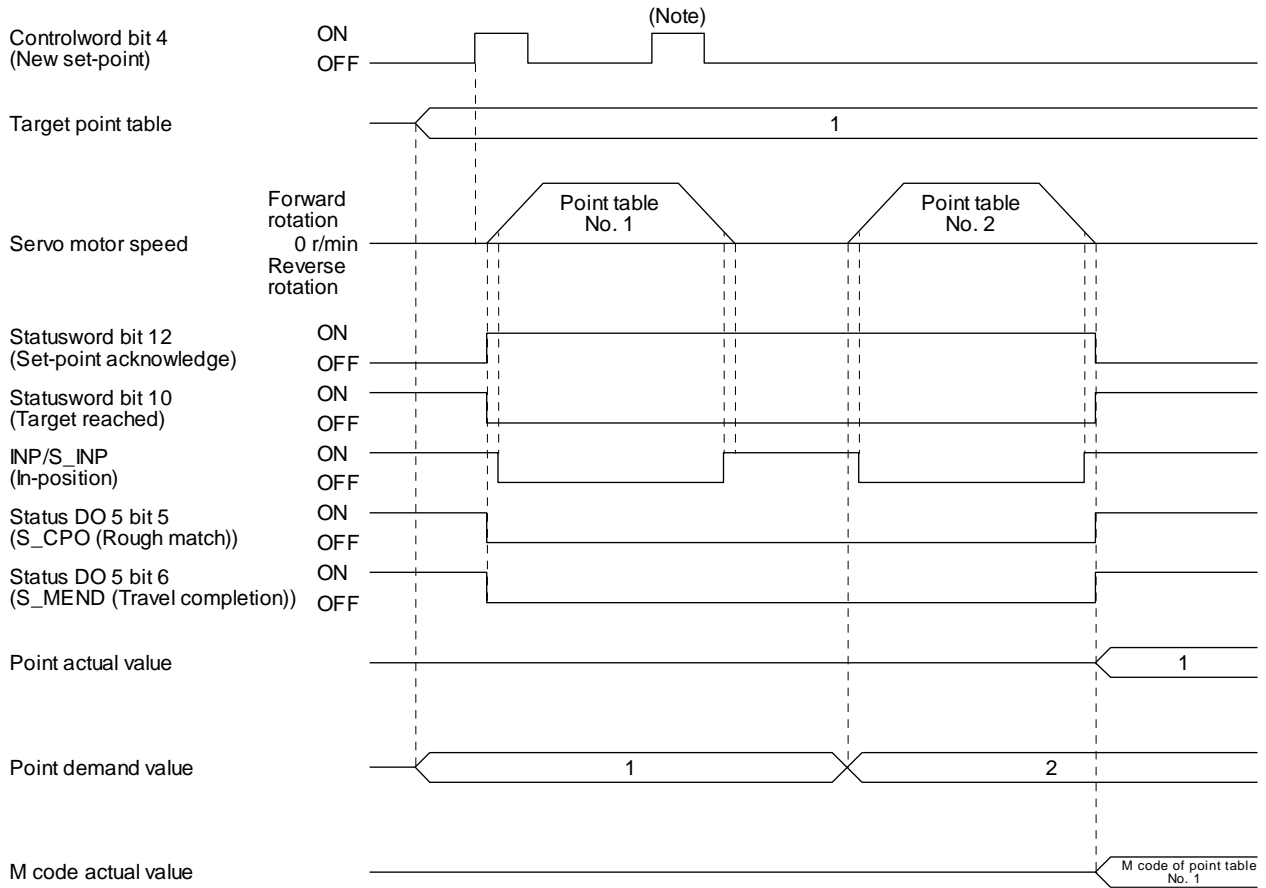 (Note)
Controlword bit 4
(New set-point)
ON
OFF
Target point table
1
Servo motor speed
Forward
rotation
0 r/min
Reverse
rotation
Point table
No. 1
Point table
No. 2
Statusword bit 12
(Set-point acknowledge)
ON
OFF
Statusword bit 10
(Target reached)
ON
OFF
INP/S_INP
(In-position)
ON
OFF
Status DO 5 bit 5
(S_CPO (Rough match))
ON
OFF
Status DO 5 bit 6
(S_MEND (Travel completion))
ON
OFF
Point actual value
1
Point demand value
1
2
M code actual value
M code of point table
No. 1